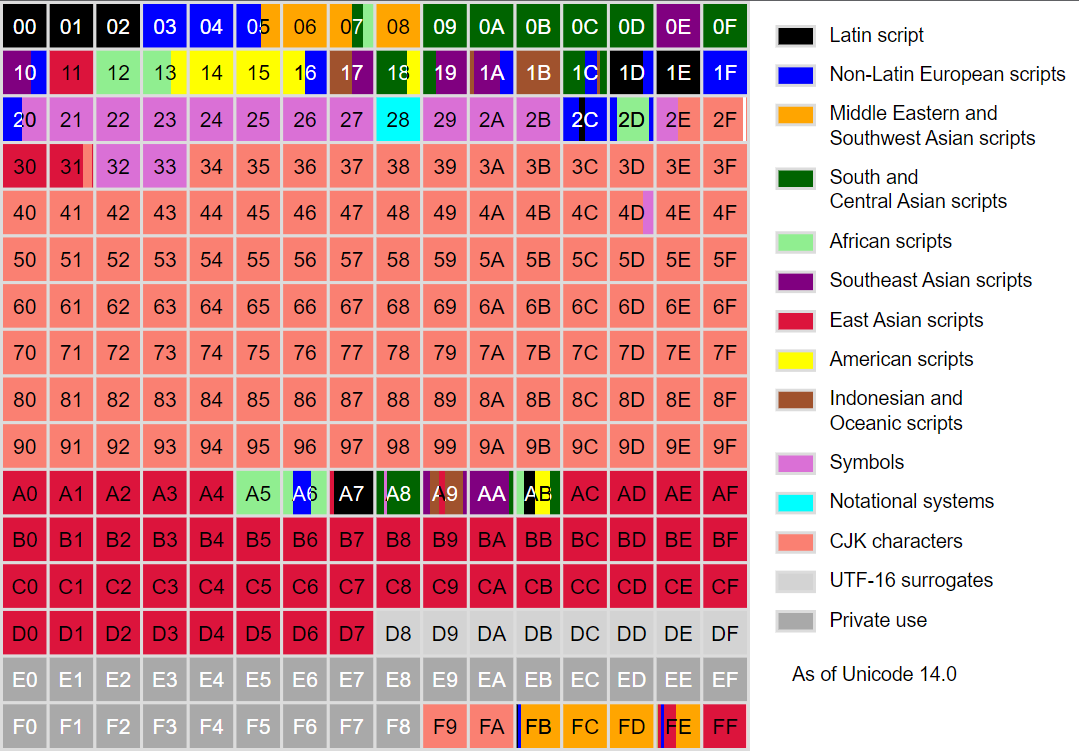 00 01 02 03 04 05 06 07 08 09 0A 0B 0C 0D 0E 0F
10 11 12 13 14 15 16 17 18 19 1A 1B 1C 1D 1E 1F
20 21 22 23 24 25 26 27 28 29 2A 2B 2C 2D 2E 2F
30 31 32 33 34 35 36 37 38 39 3A 3B 3C 3D 3E 3F
40 41 42 43 44 45 46 47 48 49 4A 4B 4C 4D 4E 4F
50 51 52 53 54 55 56 57 58 59 5A 5B 5C 5D 5E 5F
60 61 62 63 64 65 66 67 68 69 6A 6B 6C 6D 6E 6F
70 71 72 73 74 75 76 77 78 79 7A 7B 7C 7D 7E 7F
80 81 82 83 84 85 86 87 88 89 8A 8B 8C 8D 8E 8F
90 91 92 93 94 95 96 97 98 99 9A 9B 9C 9D 9E 9F
A0 A1 A2 A3 A4 A5 A6 A7 A8 A9 AA AB AC AD AE AF
B0 B1 B2 B3 B4 B5 B6 B7 B8 B9 BA BB BC BD BE BF
C0 C1 C2 C3 C4 C5 C6 C7 C8 C9 CA CB CC CD CE CF
D0 D1 D2 D3 D4 D5 D6 D7 D8 D9 DA DB DC DD DE DF
E0 E1 E2 E3 E4 E5 E6 E7 E8 E9 EA EB EC ED EE EF
F0 F1 F2 F3 F4 F5 F6 F7 F8 F9 FA FB FC FD FE FF
Latin script
Non-Latin European scripts
Middle Eastern and
Southwest Asian scripts
South and
Central Asian scripts
African scripts
Southeast Asian scripts
East Asian scripts
American scripts
Indonesian and
Oceanic scripts
Symbols
Notational systems
CJK characters
UTF-16 surrogates
Private use
As of Unicode 14.0